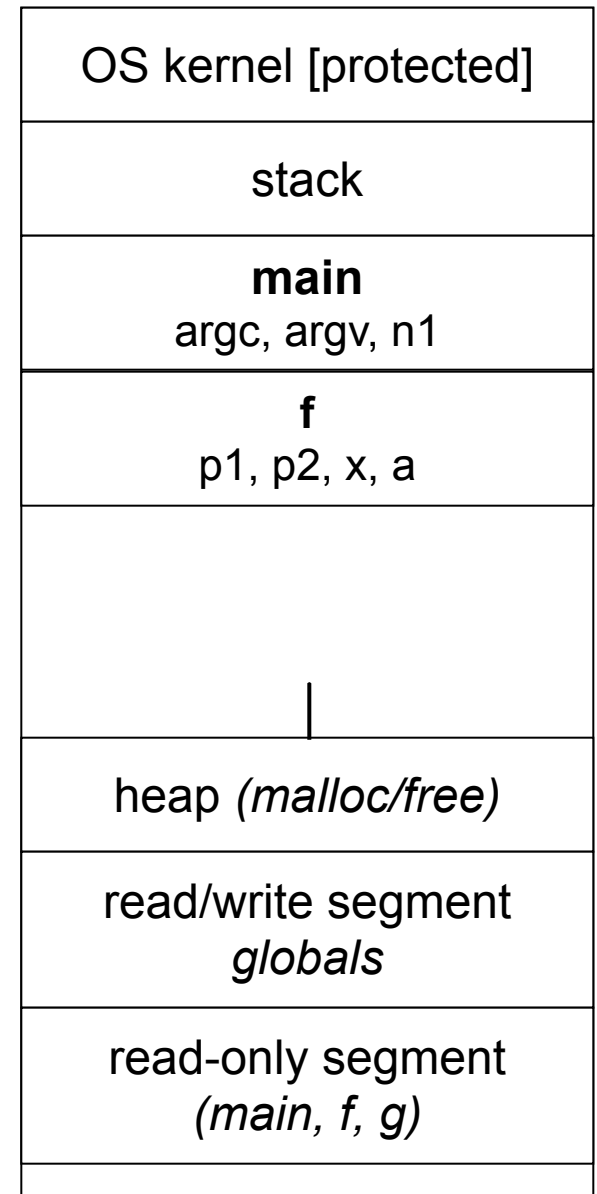 OS kernel [protected]
stack
main
argc, argv, n1
f
p1, p2, x, a
heap (malloc/free)
read/write segment
globals
read-only segment
(main, f, g)